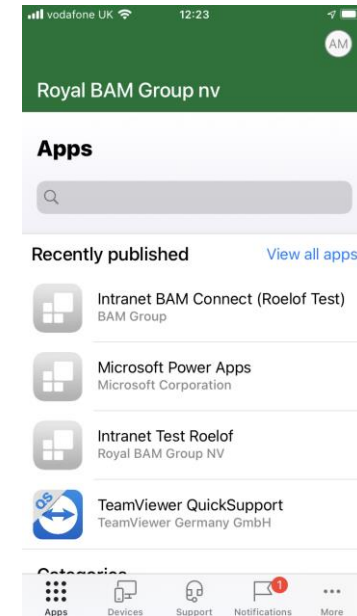 vodafone UK 12:23
AM
Royal BAM Group nv
Apps
Recently published View all apps
Intranet BAM Connect (Roelof Test)
BAM Group
Microsoft Power Apps
Microsoft Corporation
Intranet Test Roelof
Royal BAM Group NV
QS
TeamViewer QuickSupport
TeamViewer Germany GmbH
Categories
1
Apps Devices Support Notifications More